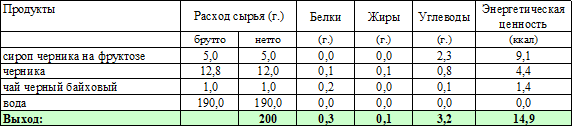 Продукты Расход сырья (г.) Белки Жиры Углеводы Энергетическая ценность
брутто нетто (г.) (г.) (г.) (ккал)
сироп черника на фруктозе 5,0 5,0 0,0 0,0 2,3 9,1
черника 12,8 12,0 0,1 0,1 0,8 4,4
чай черный байховый 1,0 1,0 0,2 0,0 0,1 1,4
вода 190,0 190,0 0,0 0,0 0,0 0,0
Выход: 200 0,3 0,1 3,2 14,9